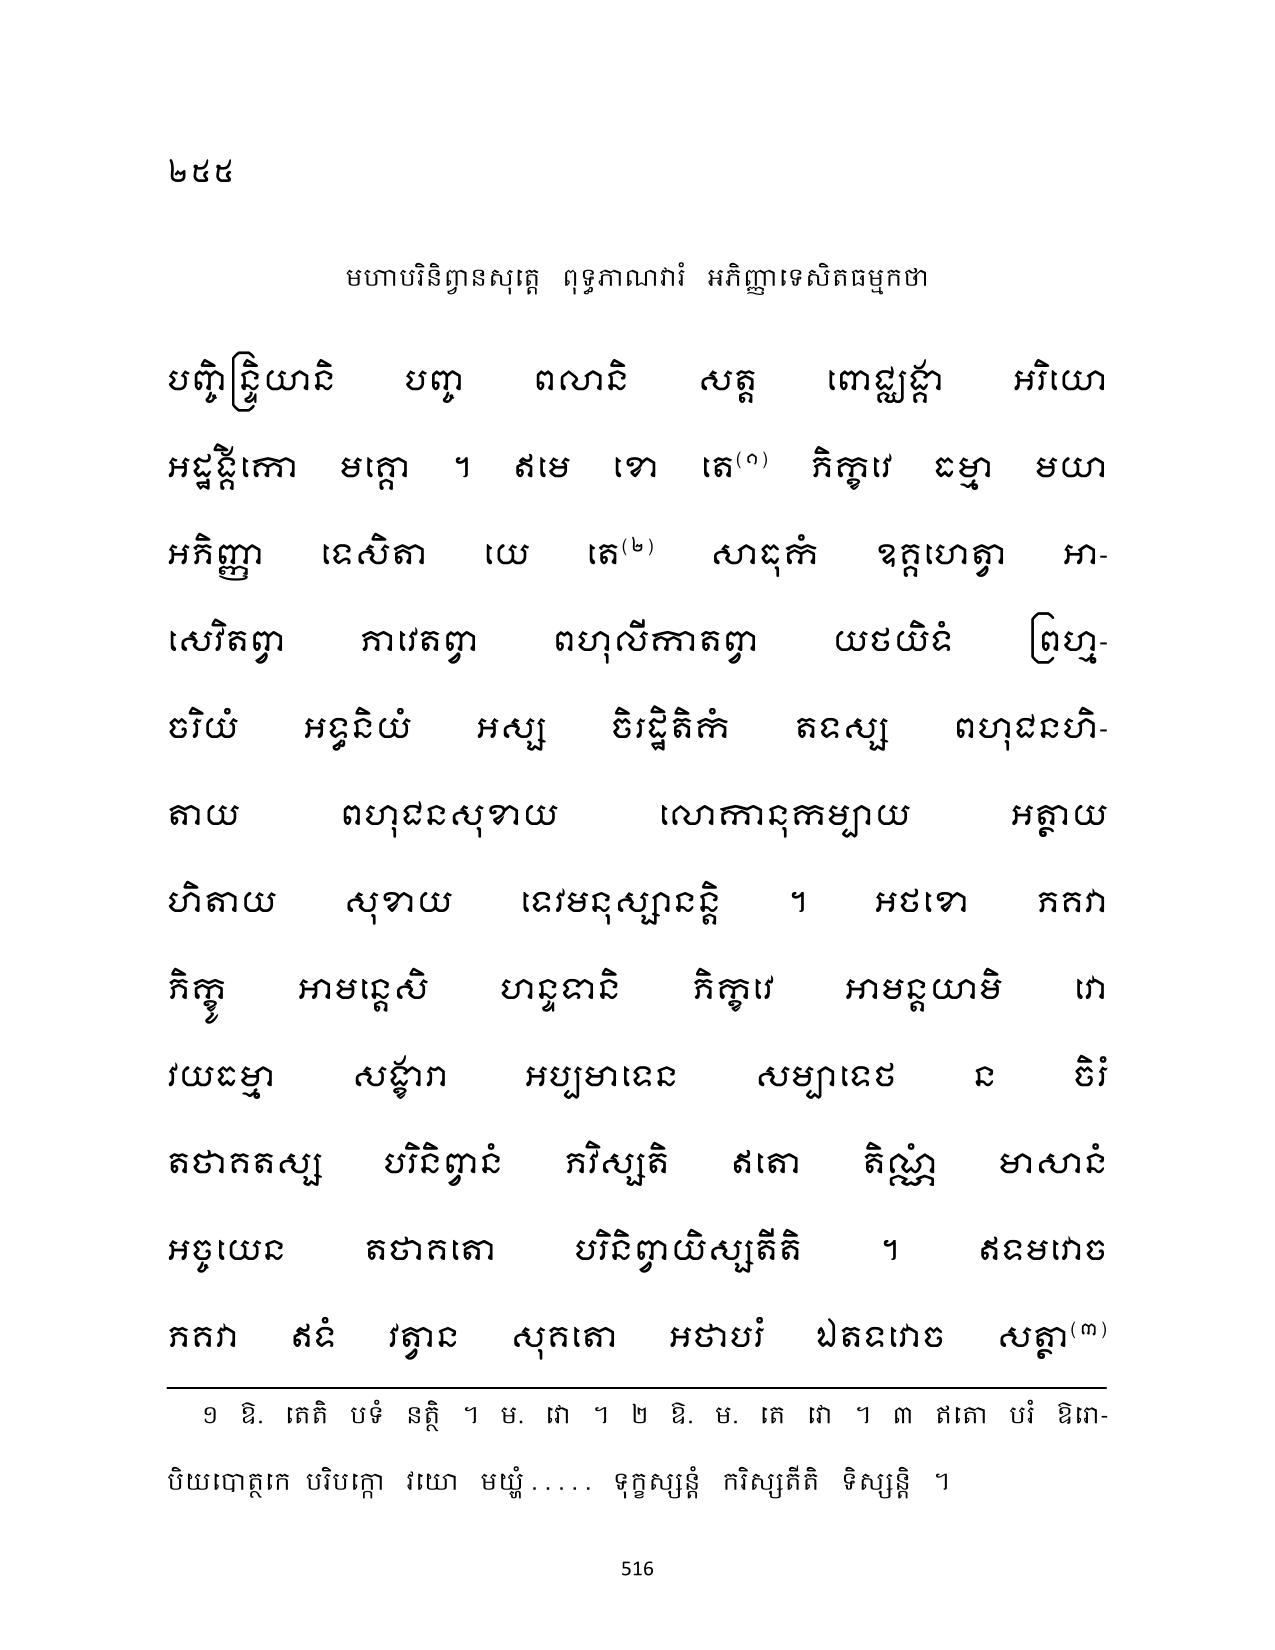 ២៥៥
មហាបរិនិព្វានសុត្តេ ពុទ្ធភាណវារំ អភិញ្ញាទេសិតធម្មកថា
បញ្ចិន្ទ្រិយានិ បញ្ច ពលានិ សត្ត ពោជ្ឈង្គា អរិយោ
អដ្ឋង្គិកោ មគ្គោ ។ ឥមេ ខោ តេ(១) ភិក្ខវេ ធម្មា មយា
អភិញ្ញា ទេសិតា យេ តេ(២) សាធុកំ ឧគ្គហេត្វា អា-
សេវិតព្វា ភាវេតព្វា ពហុលីកាតព្វា យថយិទំ ព្រហ្ម-
ចរិយំ អទ្ធនិយំ អស្ស ចិរដ្ឋិតិកំ តទស្ស ពហុជនហិ-
តាយ ពហុជនសុខាយ លោកានុកម្បាយ អត្ថាយ
ហិតាយ សុខាយ ទេវមនុស្សានន្តិ ។ អថខោ ភគវា
ភិក្ខូ អាមន្តេសិ ហន្ទទានិ ភិក្ខវេ អាមន្តយាមិ វោ
វយធម្មា សង្ខារា អប្បមាទេន សម្បាទេថ ន ចិរំ
តថាគតស្ស បរិនិព្វានំ ភវិស្សតិ ឥតោ តិណ្ណំ មាសានំ
អច្ចយេន តថាគតោ បរិនិព្វាយិស្សតីតិ ។ ឥទមវោច
ភគវា ឥទំ វត្វាន សុគតោ អថាបរំ ឯតទវោច សត្ថា(៣)
១ ឱ. តេតិ បទំ នត្ថិ ។ ម. វោ ។ ២ ឱ. ម. តេ វោ ។ ៣ ឥតោ បរំ ឱរោ-
បិយបោត្ថកេ បរិបក្កោ វយោ មយ្ហំ ..... ទុក្ខស្សន្តំ ករិស្សតីតិ ទិស្សន្តិ ។
516